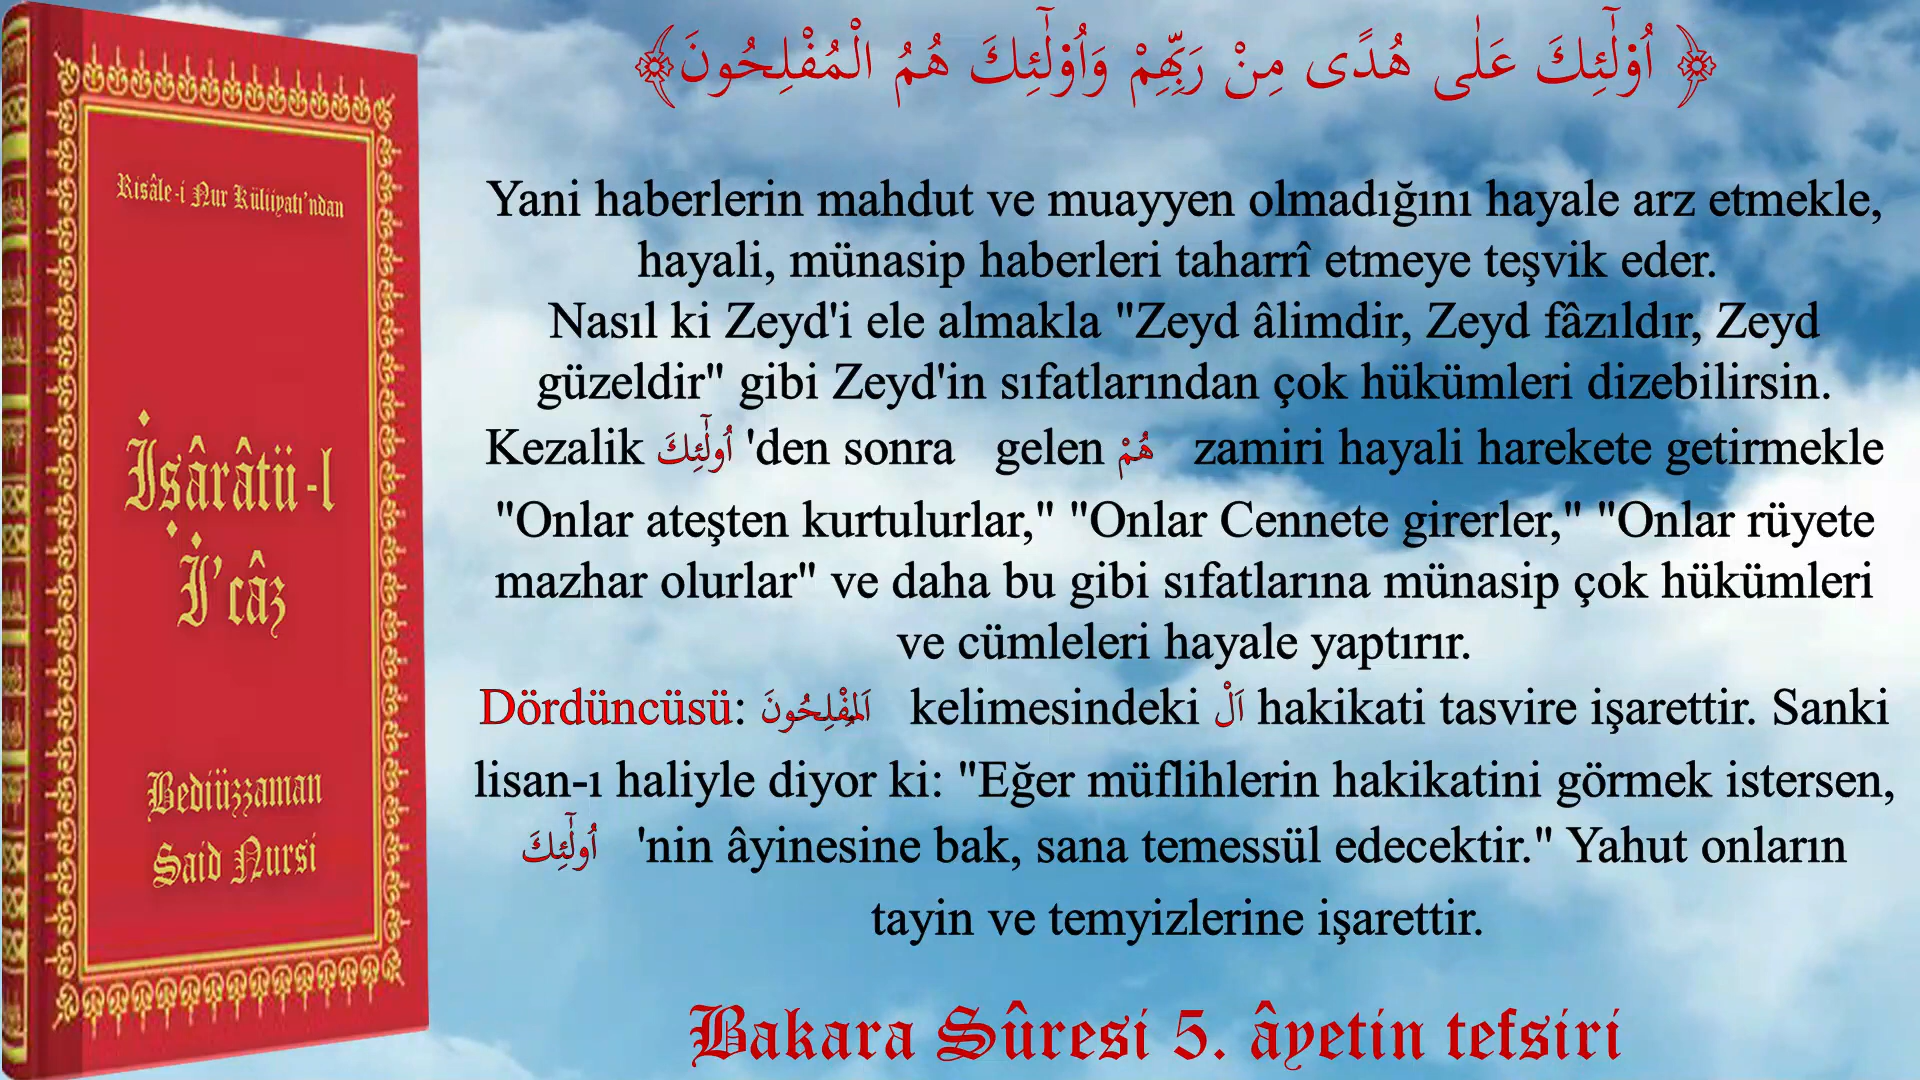 ﴿ اُو۬لٰٓئِكَ عَلٰى هُدًى مِنْ رَبِّهِمْ وَاُو۬لٰٓئِكَ هُمُ الْمُفْلِحُونَ﴾
Risâle-i Nur Külliyatı'ndan
İşârâtü-l
İ'câz
Bediüzzaman
Said Nursi
Yani haberlerin mahdut ve muayyen olmadığını hayale arz etmekle,
hayali, münasip haberleri taharrî etmeye teşvik eder.
Nasıl ki Zeyd'i ele almakla "Zeyd âlimdir, Zeyd fâzıldır, Zeyd
güzeldir" gibi Zeyd'in sıfatlarından çok hükümleri dizebilirsin.
Kezalik اُولٰٓئِكَ 'den sonra gelen هُمْ zamiri hayali harekete getirmekle
"Onlar ateşten kurtulurlar," "Onlar Cennete girerler," "Onlar rüyete
mazhar olurlar" ve daha bu gibi sıfatlarına münasip çok hükümleri
ve cümleleri hayale yaptırır.
Dördüncüsü: اَلْمُفْلِحُونَ kelimesindeki اَلْ hakikati tasvire işarettir. Sanki
lisan-ı haliyle diyor ki: "Eğer müflihlerin hakikatini görmek istersen,
اُولٰٓئِكَ 'nin âyinesine bak, sana temessül edecektir." Yahut onların
tayin ve temyizlerine işarettir.
Bakara Sûresi 5. âyetin tefsiri